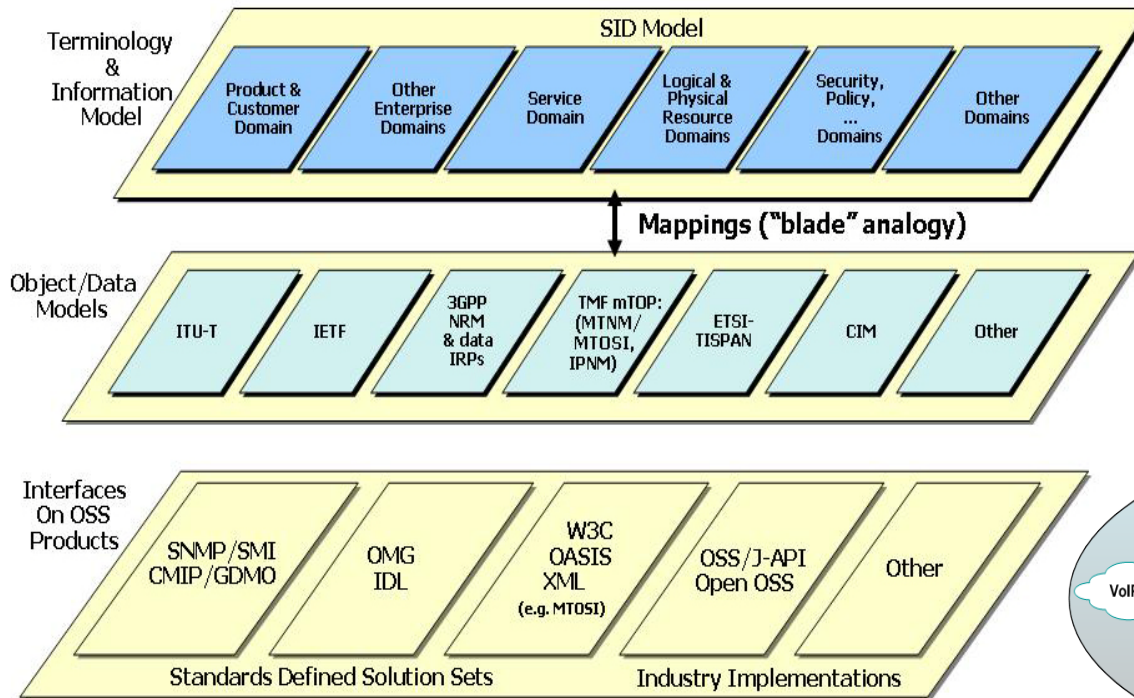 Terminology
&
Information
Model
SID Model
Product &
Customer
Domain
Other
Enterprise
Domains
Service
Domain
Logical &
Physical
Resource
Domains
Security,
Policy,
...
Domains
Other
Domains
Mappings ("blade" analogy)
Object/Data
Models
ITU-T
IETF
3GPP
NRM
& data
IRPs
TMF mTOP:
(MTNM/
MTOSI,
IPNM)
ETSI-
TISPAN
CIM
Other
Interfaces
On OSS
Products
SNMP/SMI
CMIP/GDMO
OMG
IDL
W3C
OASIS
XML
(e.g. MTOSI)
OSS/J-API
Open OSS
Other
Standards Defined Solution Sets
Industry Implementations